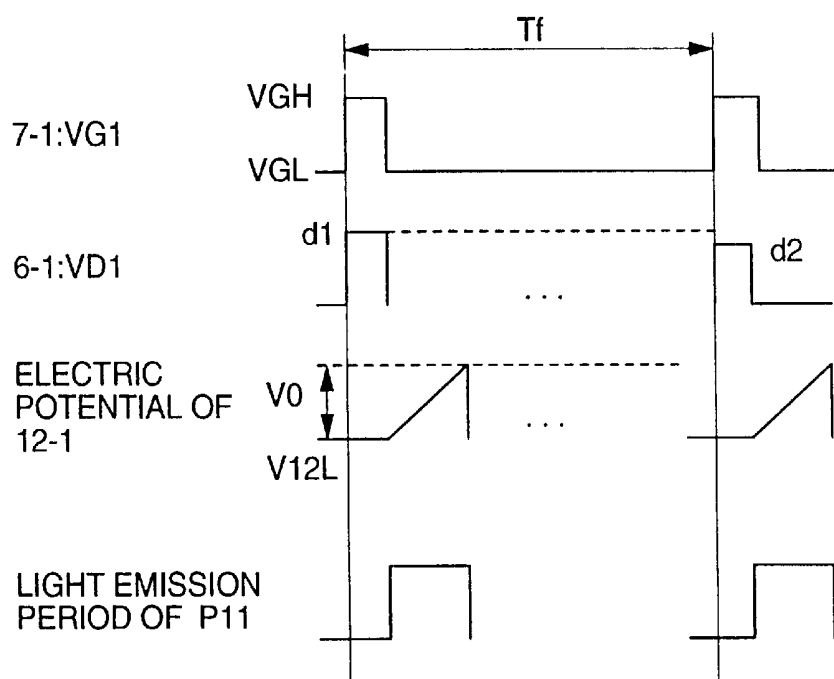 Tf
VGH
7-1:VG1
VGL
d1
d2
6-1:VD1
...
ELECTRIC
POTENTIAL OF
12-1
V0
...
V12L
LIGHT EMISSION
PERIOD OF P11